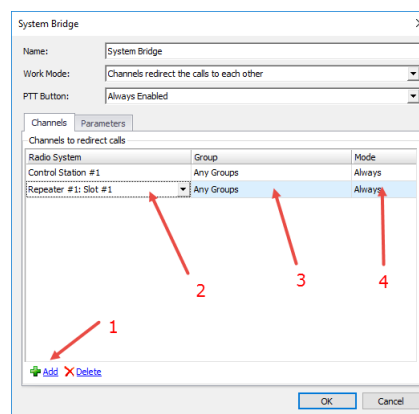 System Bridge
Name: System Bridge
Work Mode: Channels redirect the calls to each other
PTT Button: Always Enabled
Channels Parameters
Channels to redirect calls
Radio System Group Mode
Control Station #1 Any Groups Always
Repeater #1: Slot #1 Any Groups Always
2 3 4
1
Add Delete
OK Cancel